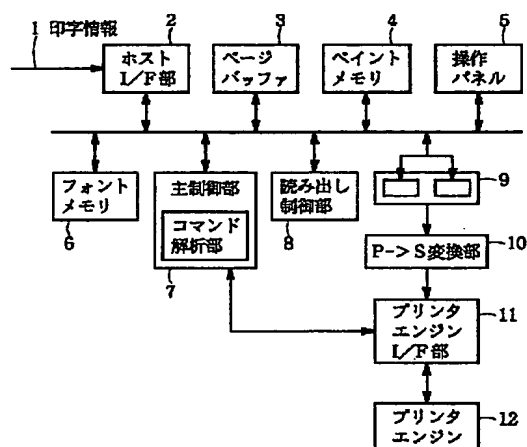 1 印字情報
2
3
4
5
ホスト
I/F部
ページ
バッファ
ペイント
メモリ
操作
パネル
フォント
メモリ
主制御部
コマンド
解析部
読み出し
制御部
9
6
7
8
P->S変換部
10
プリンタ
エンジン
I/F部
11
プリンタ
エンジン
12